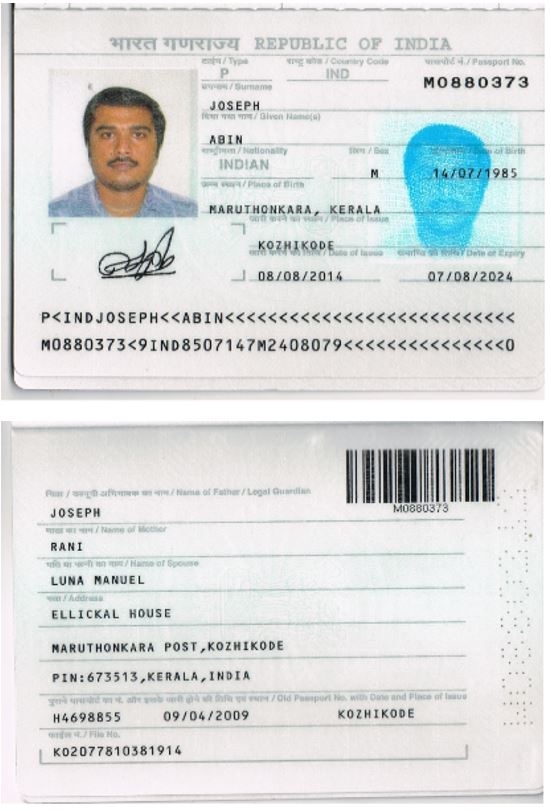 भारत गणराज्य REPUBLIC OF INDIA
टाईप / Type राष्ट्र कोड / Country Code पासपोर्ट नं. / Passport No.
P IND M0880373
उपनाम / Surname
JOSEPH
दिया गया नाम / Given Name(s)
ABIN
राष्ट्रीयता / Nationality लिंग / Sex Date of Birth
INDIAN M 14/07/1985
जन्म स्थान / Place of Birth
MARUTHONKARA, KERALA
जारी करने का स्थान / Place of Issue
KOZHIKODE
जारी करने की तिथि / Date of Issue समाप्ति की तिथि / Date of Expiry
08/08/2014 07/08/2024
P<INDJOSEPH<<ABIN<<<<<<<<<<<<<<<<<<<<<<<<<<<
M0880373<9IND8507147M2408079<<<<<<<<<<<<<<<0
पिता / कानूनी अभिभावक का नाम / Name of Father / Legal Guardian
JOSEPH
M0880373
माता का नाम / Name of Mother
RANI
पति या पत्नी का नाम / Name of Spouse
LUNA MANUEL
पता / Address
ELLICKAL HOUSE
MARUTHONKARA POST,KOZHIKODE
PIN:673513,KERALA,INDIA
पुराने पासपोर्ट का नं. और इसके जारी होने की तिथि एवं स्थान / Old Passport No. with Date and Place of Issue
H4698855 09/04/2009 KOZHIKODE
फाईल नं. / File No.
K02077810381914